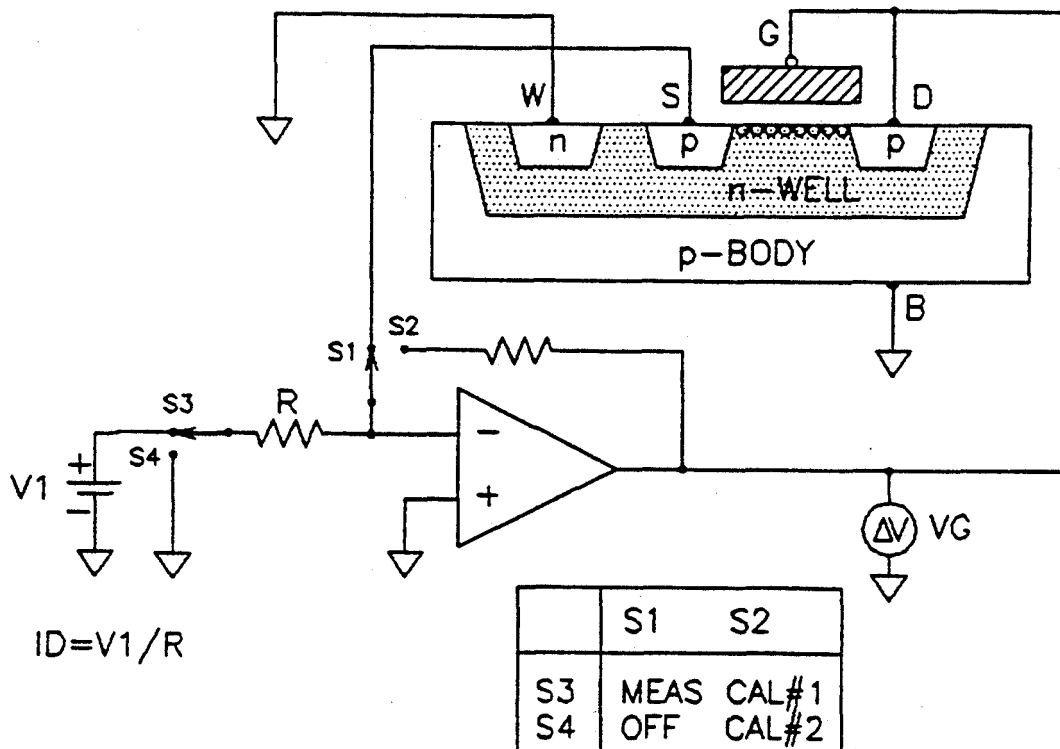 G
W S D
n p p
n-WELL
p-BODY
B
S2
S1
S3 R
S4
−
+
V1
+
−
ΔV VG
ID=V1/R
S1 S2
S3 MEAS CAL#1
S4 OFF CAL#2